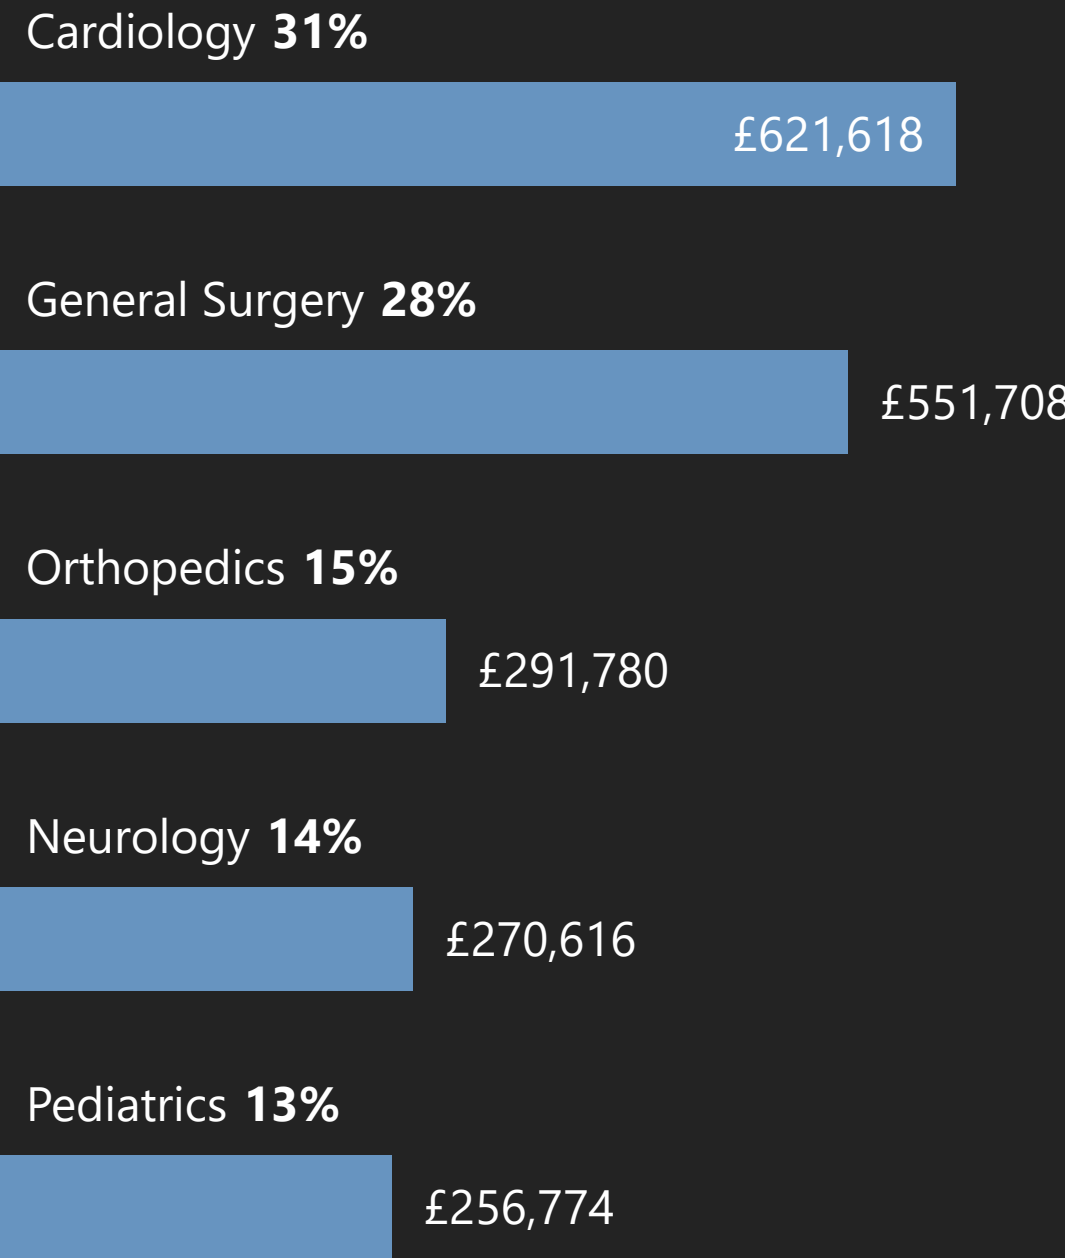 Cardiology 31%
£621,618
General Surgery 28%
£551,708
Orthopedics 15%
£291,780
Neurology 14%
£270,616
Pediatrics 13%
£256,774